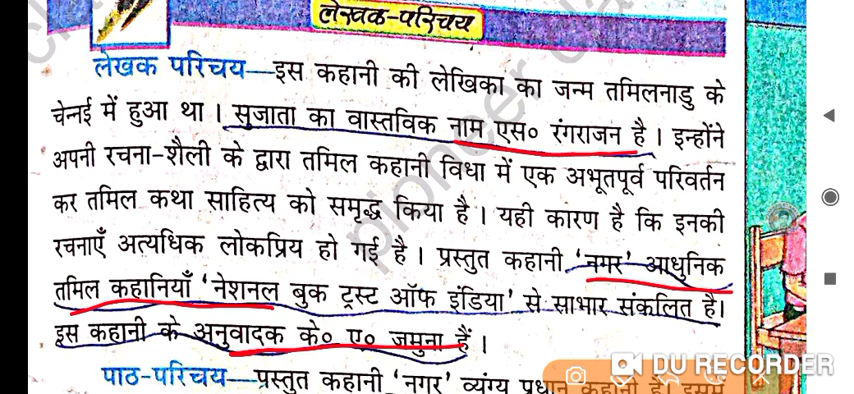 लेखक-परिचय
लेखक परिचय—इस कहानी की लेखिका का जन्म तमिलनाडु के
चेन्नई में हुआ था। सुजाता का वास्तविक नाम एस० रंगराजन है। इन्होंने
अपनी रचना-शैली के द्वारा तमिल कहानी विधा में एक अभूतपूर्व परिवर्तन
कर तमिल कथा साहित्य को समृद्ध किया है। यही कारण है कि इनकी
रचनाएँ अत्यधिक लोकप्रिय हो गई है। प्रस्तुत कहानी 'नगर' आधुनिक
तमिल कहानियाँ 'नेशनल बुक ट्रस्ट ऑफ इंडिया' से साभार संकलित है।
इस कहानी के अनुवादक के० ए० जमुना हैं।
DU RECORDER
पाठ-परिचय—प्रस्तुत कहानी 'नगर' व्यंग्य प्रधान कहानी है। इसमें
pioneer